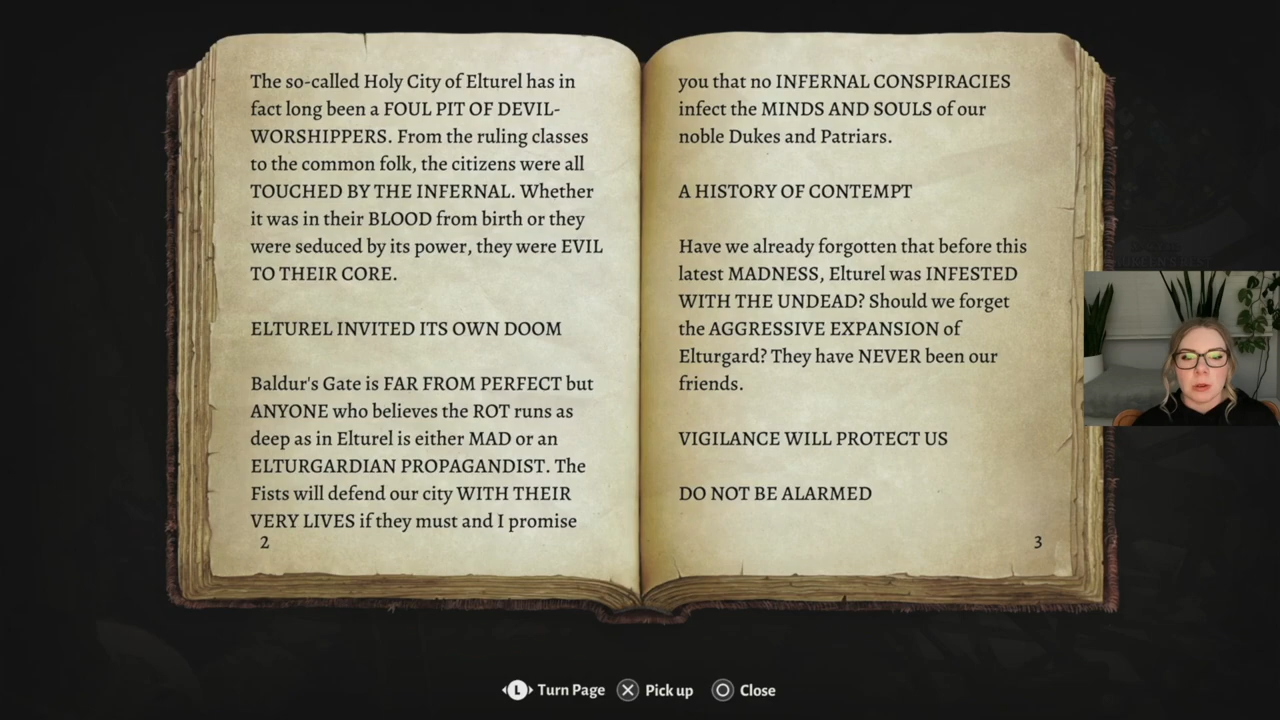 The so-called Holy City of Elturel has in
fact long been a FOUL PIT OF DEVIL-
WORSHIPPERS. From the ruling classes
to the common folk, the citizens were all
TOUCHED BY THE INFERNAL. Whether
it was in their BLOOD from birth or they
were seduced by its power, they were EVIL
TO THEIR CORE.
ELTUREL INVITED ITS OWN DOOM
Baldur's Gate is FAR FROM PERFECT but
ANYONE who believes the ROT runs as
deep as in Elturel is either MAD or an
ELTURGARDIAN PROPAGANDIST. The
Fists will defend our city WITH THEIR
VERY LIVES if they must and I promise
2
you that no INFERNAL CONSPIRACIES
infect the MINDS AND SOULS of our
noble Dukes and Patriars.
A HISTORY OF CONTEMPT
Have we already forgotten that before this
latest MADNESS, Elturel was INFESTED
WITH THE UNDEAD? Should we forget
the AGGRESSIVE EXPANSION of
Elturgard? They have NEVER been our
friends.
VIGILANCE WILL PROTECT US
DO NOT BE ALARMED
3
L Turn Page Pick up Close